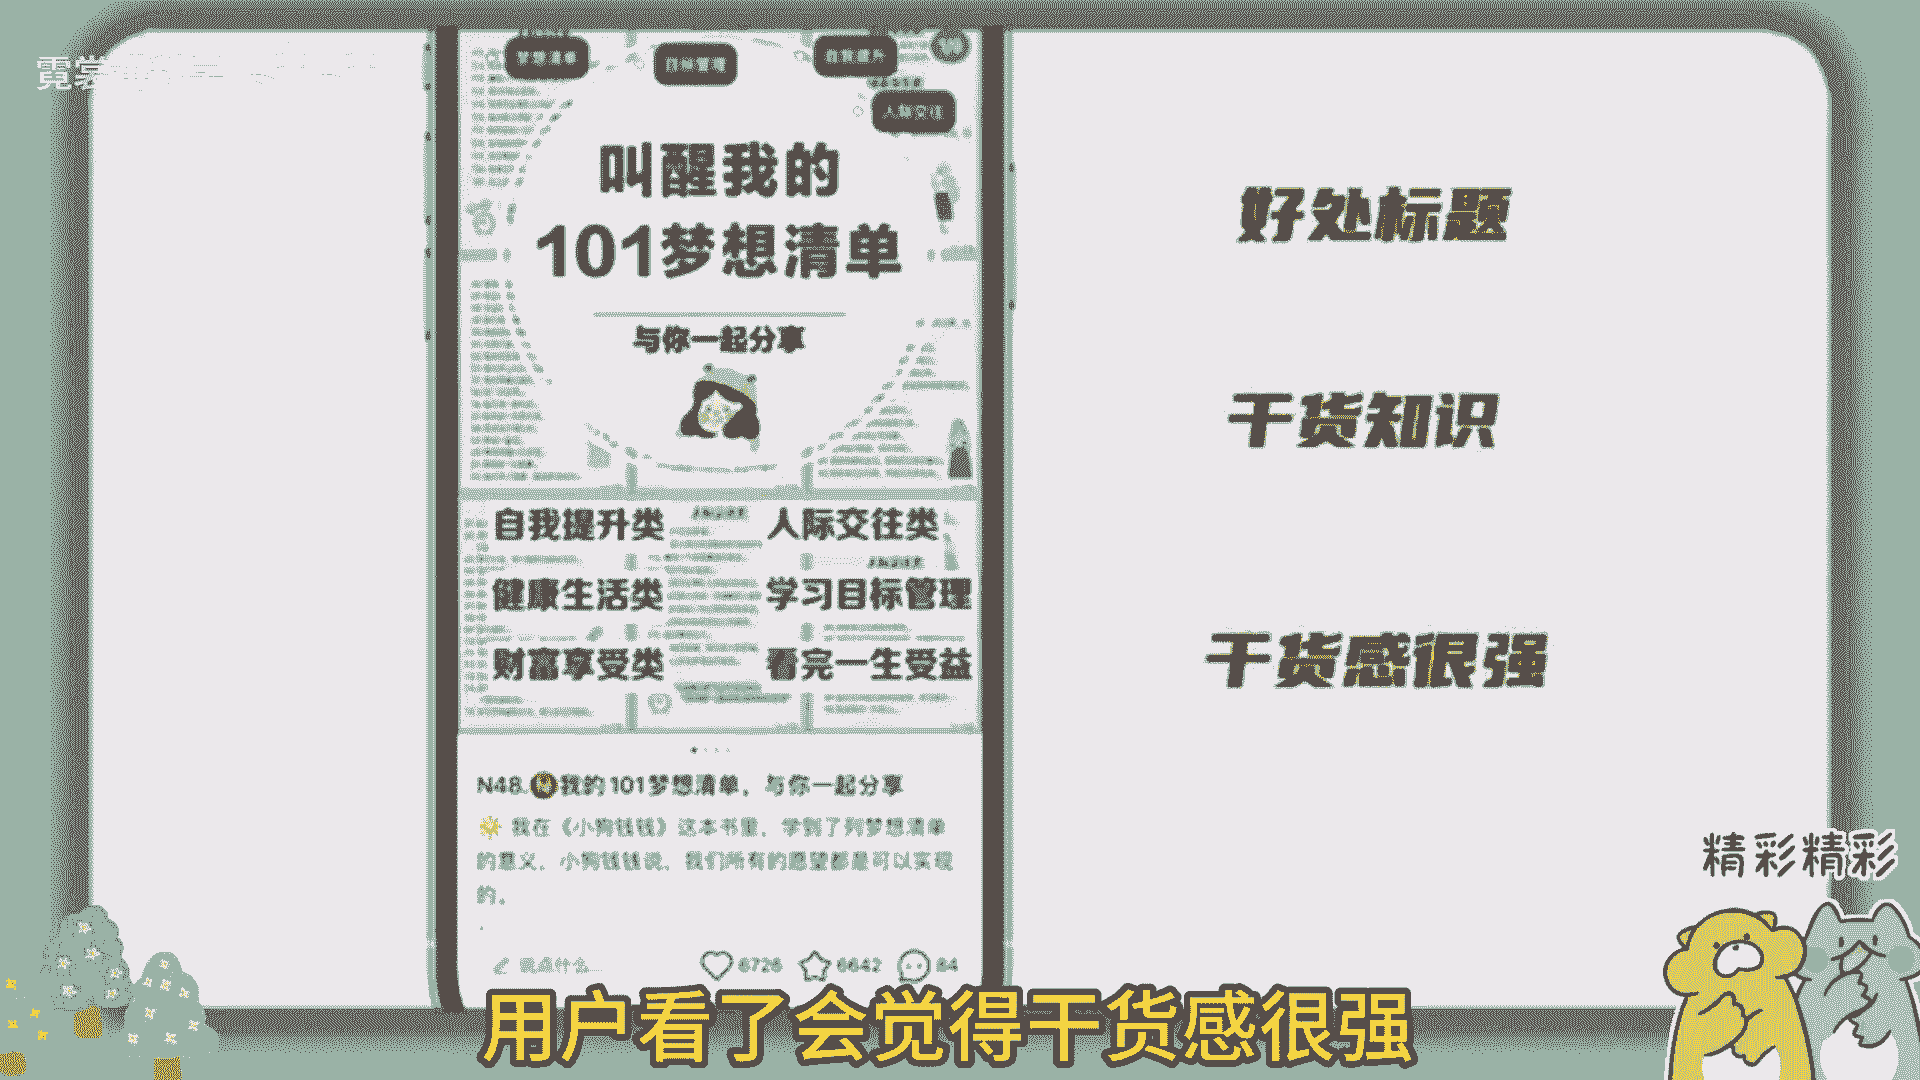 霓裳
梦想清单
目标管理
自我提升
人际交往
叫醒我的
101梦想清单
与你一起分享
自我提升类
人际交往类
健康生活类
学习目标管理
财富享受类
看完一生受益
N48.我的101梦想清单,与你一起分享
我在《小狗钱钱》这本书里,学到了列梦想清单
的意义,小狗钱钱说,我们所有的愿望都是可以实现
的。
说点什么...
6726
6642
84
好处标题
干货知识
干货感很强
精彩精彩
用户看了会觉得干货感很强